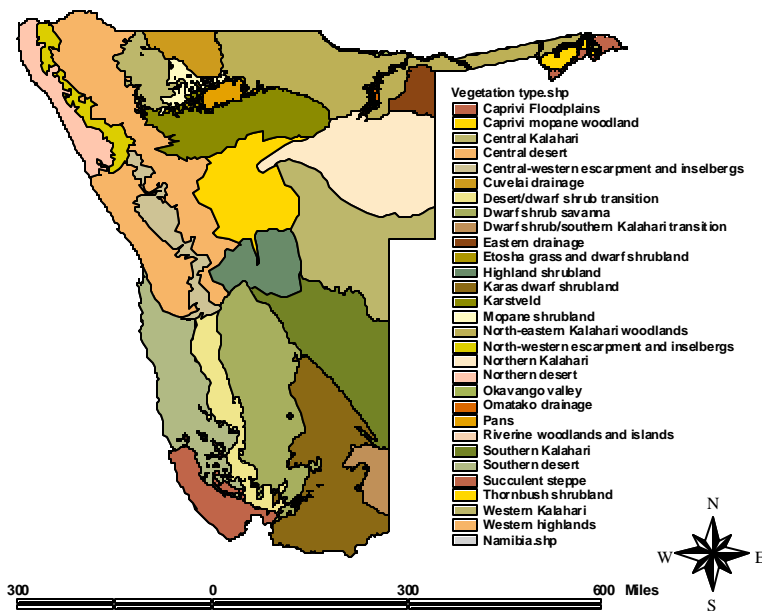 Vegetation type.shp
Caprivi Floodplains
Caprivi mopane woodland
Central Kalahari
Central desert
Central-western escarpment and inselbergs
Cuvelai drainage
Desert/dwarf shrub transition
Dwarf shrub savanna
Dwarf shrub/southern Kalahari transition
Eastern drainage
Etosha grass and dwarf shrubland
Highland shrubland
Karas dwarf shrubland
Karstveld
Mopane shrubland
North-eastern Kalahari woodlands
North-western escarpment and inselbergs
Northern Kalahari
Northern desert
Okavango valley
Omatako drainage
Pans
Riverine woodlands and islands
Southern Kalahari
Southern desert
Succulent steppe
Thornbush shrubland
Western Kalahari
Western highlands
Namibia.shp
N
W E
S
300 0 300 600 Miles